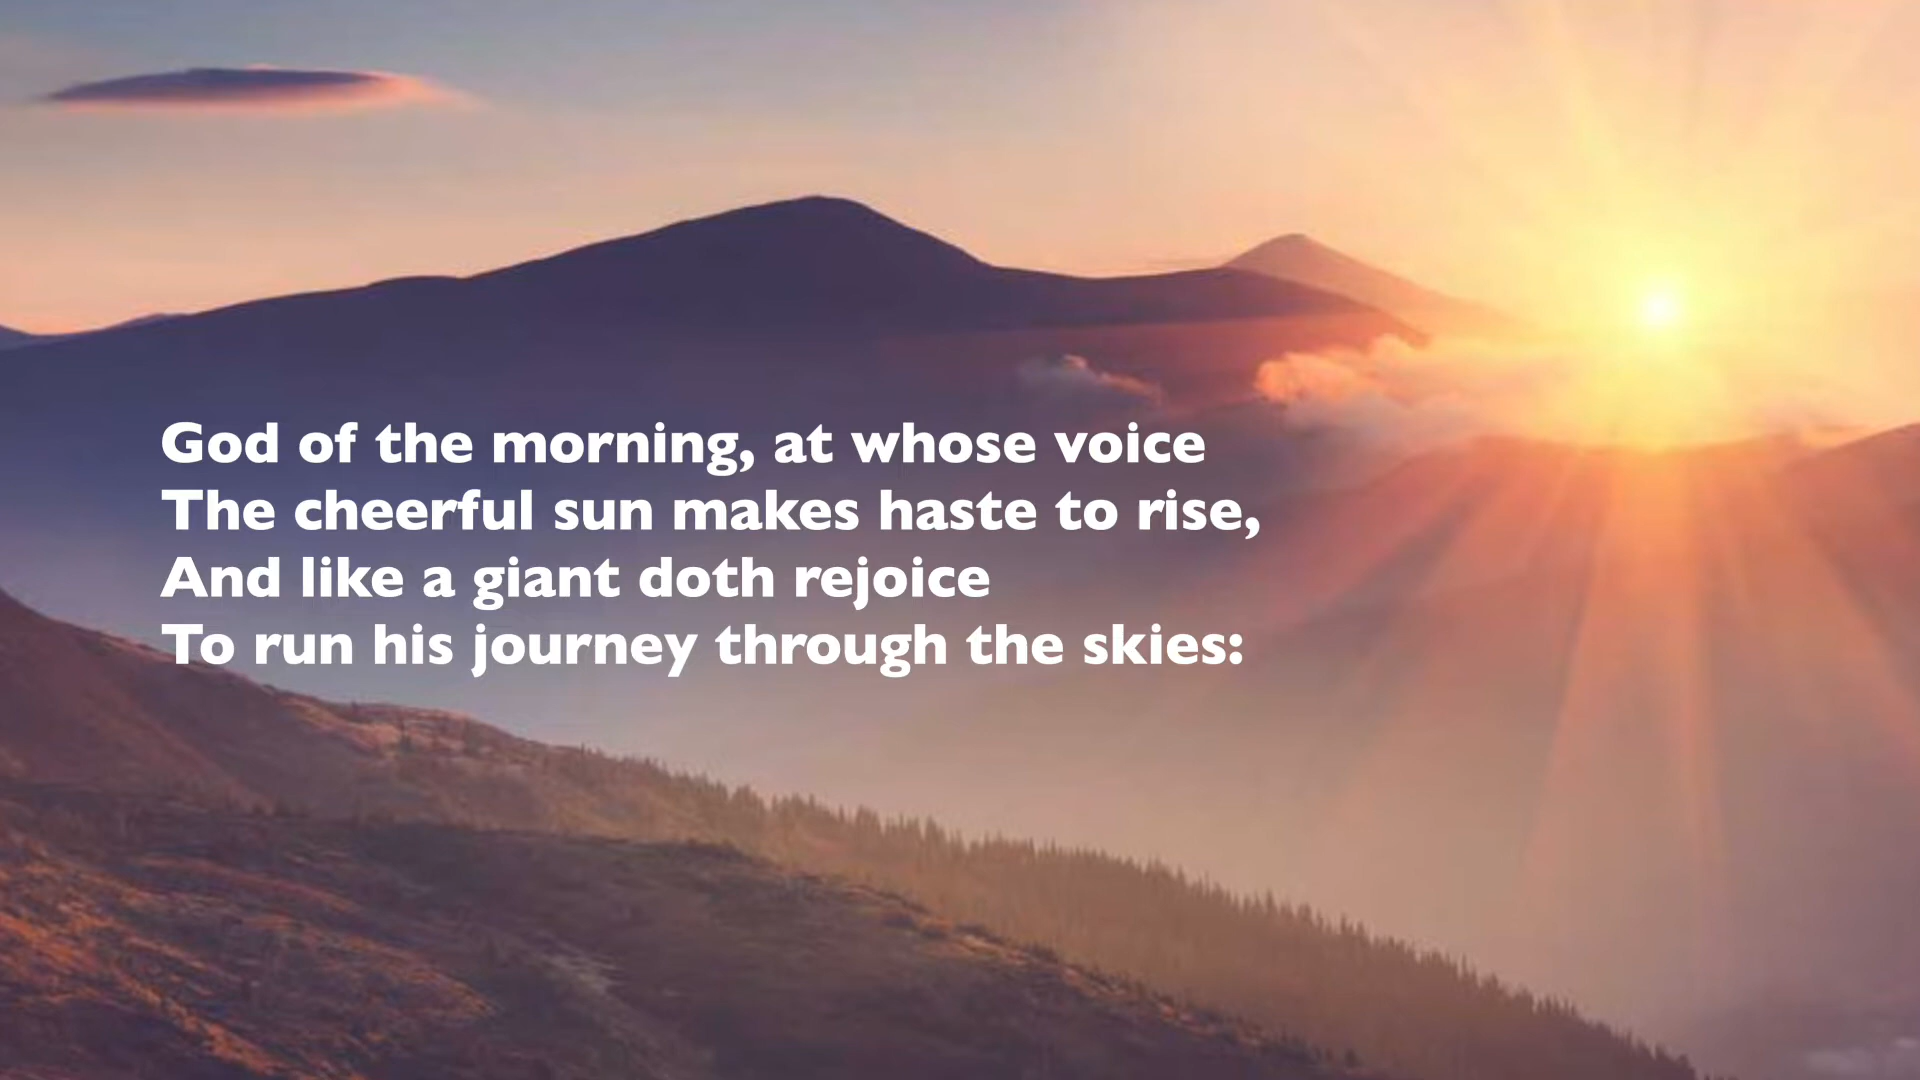 God of the morning, at whose voice
The cheerful sun makes haste to rise,
And like a giant doth rejoice
To run his journey through the skies: